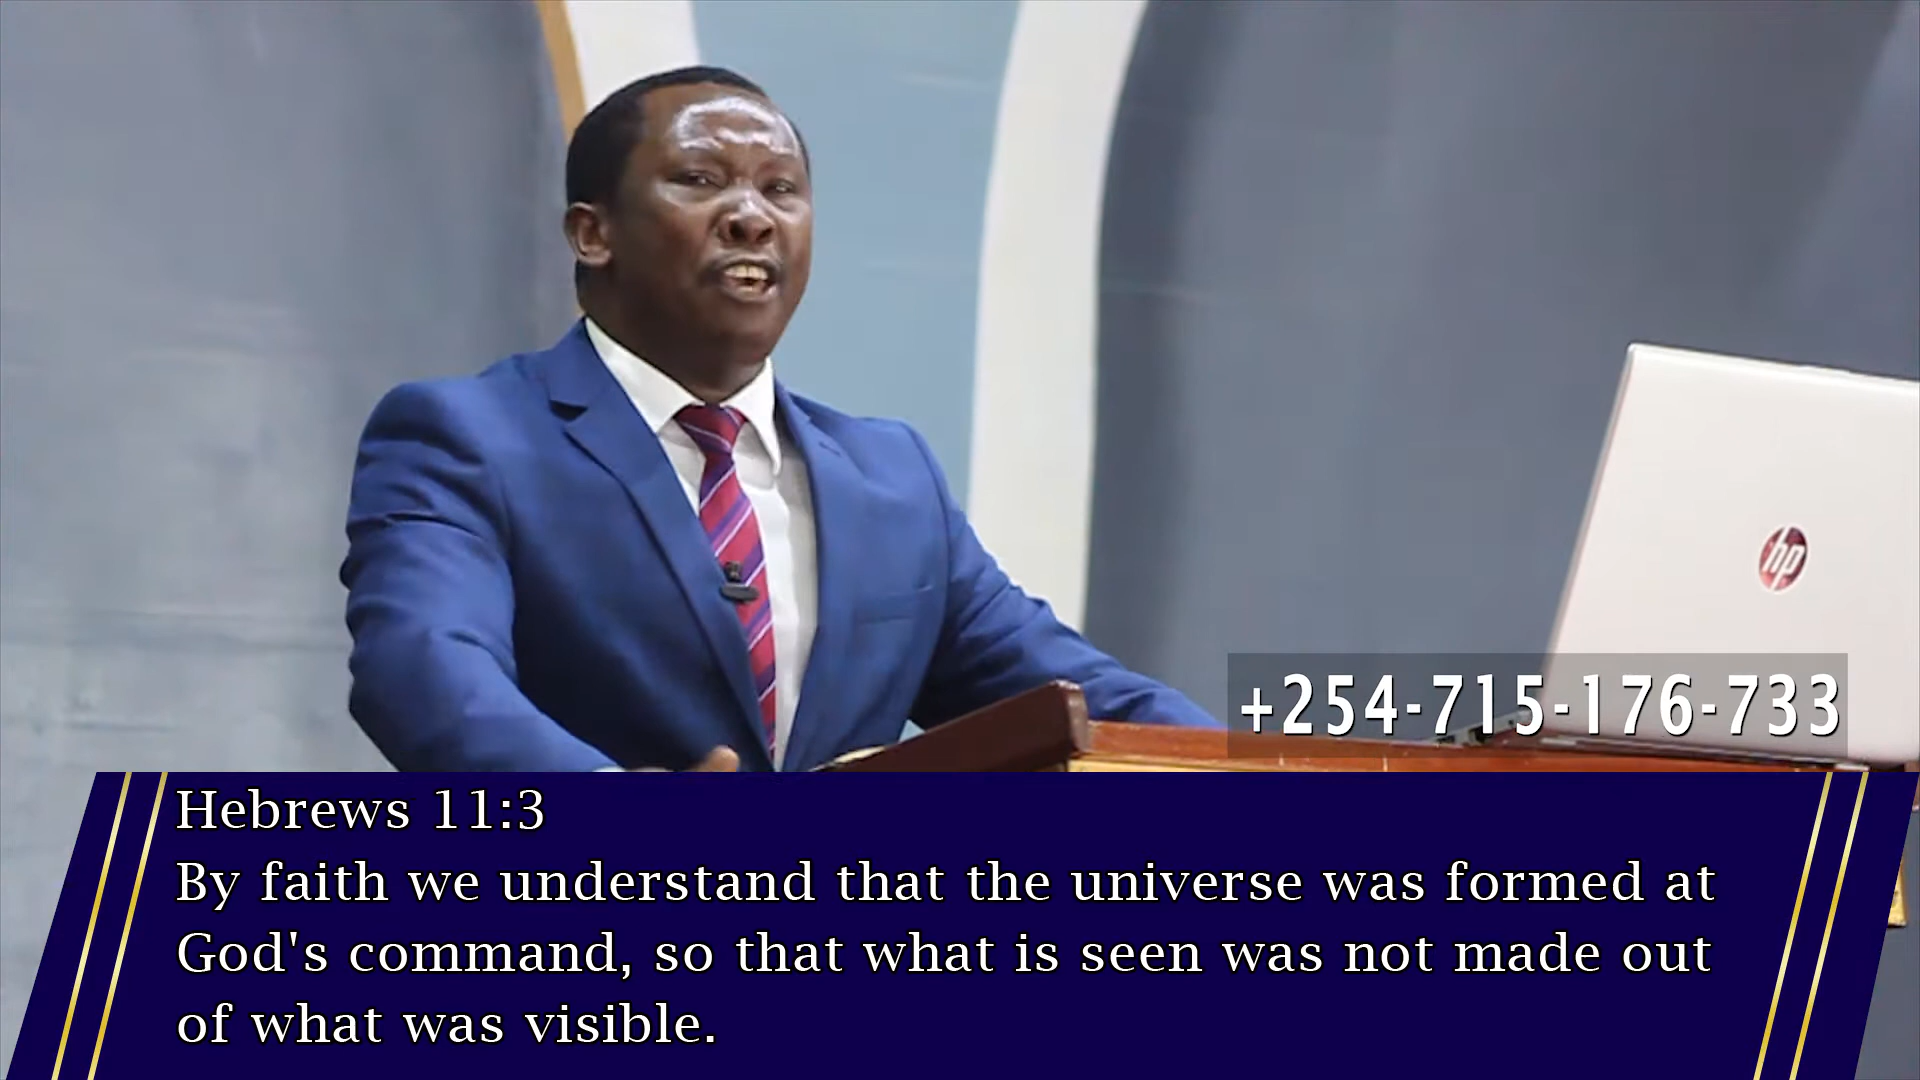 hp
+254-715-176-733
Hebrews 11:3
By faith we understand that the universe was formed at
God's command, so that what is seen was not made out
of what was visible.